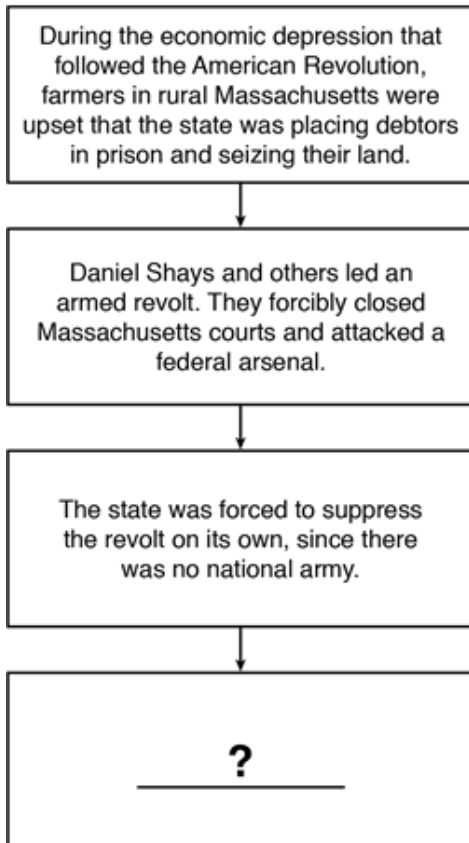 During the economic depression that
followed the American Revolution,
farmers in rural Massachusetts were
upset that the state was placing debtors
in prison and seizing their land.
Daniel Shays and others led an
armed revolt. They forcibly closed
Massachusetts courts and attacked a
federal arsenal.
The state was forced to suppress
the revolt on its own, since there
was no national army.
?